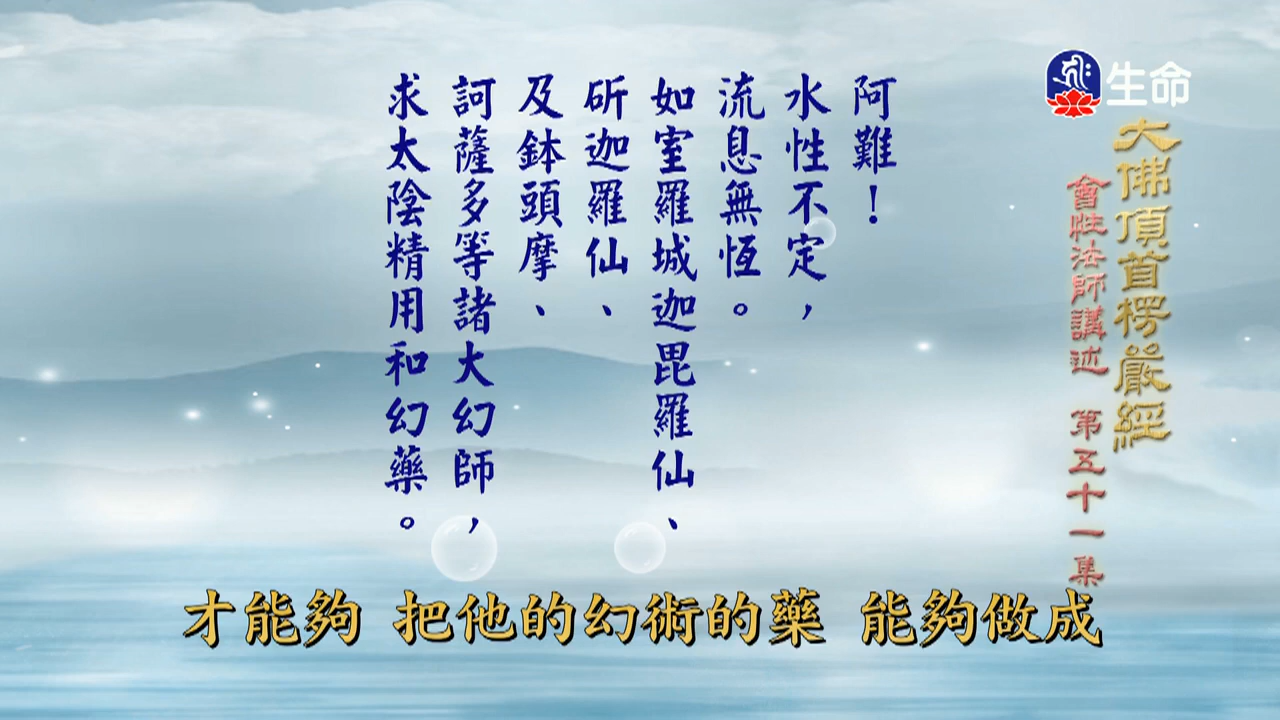 生命
大佛頂首楞嚴經
會性法師講述 第五十一集
阿難！
水性不定，
流息無恆。
如室羅城迦毘羅仙、
斫迦羅仙、
及鉢頭摩、
訶薩多等諸大幻師，
求太陰精用和幻藥。
才能夠 把他的幻術的藥 能夠做成